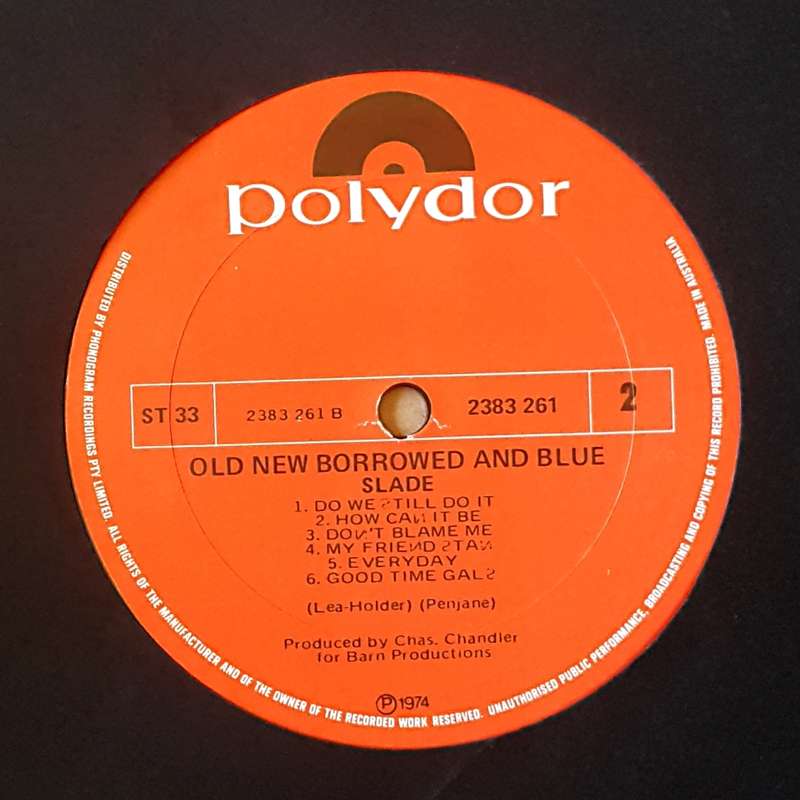 polydor
ST 33
2383 261 B
2383 261
2
OLD NEW BORROWED AND BLUE
SLADE
1. DO WE STILL DO IT
2. HOW CAN IT BE
3. DON'T BLAME ME
4. MY FRIEND STAN
5. EVERYDAY
6. GOOD TIME GALS
(Lea-Holder) (Penjane)
Produced by Chas. Chandler
for Barn Productions
Ⓟ1974
DISTRIBUTED BY PHONOGRAM RECORDINGS PTY LIMITED. ALL RIGHTS OF THE MANUFACTURER AND OF THE OWNER OF THE RECORDED WORK RESERVED. UNAUTHORISED PUBLIC PERFORMANCE, BROADCASTING AND COPYING OF THIS RECORD PROHIBITED. MADE IN AUSTRALIA